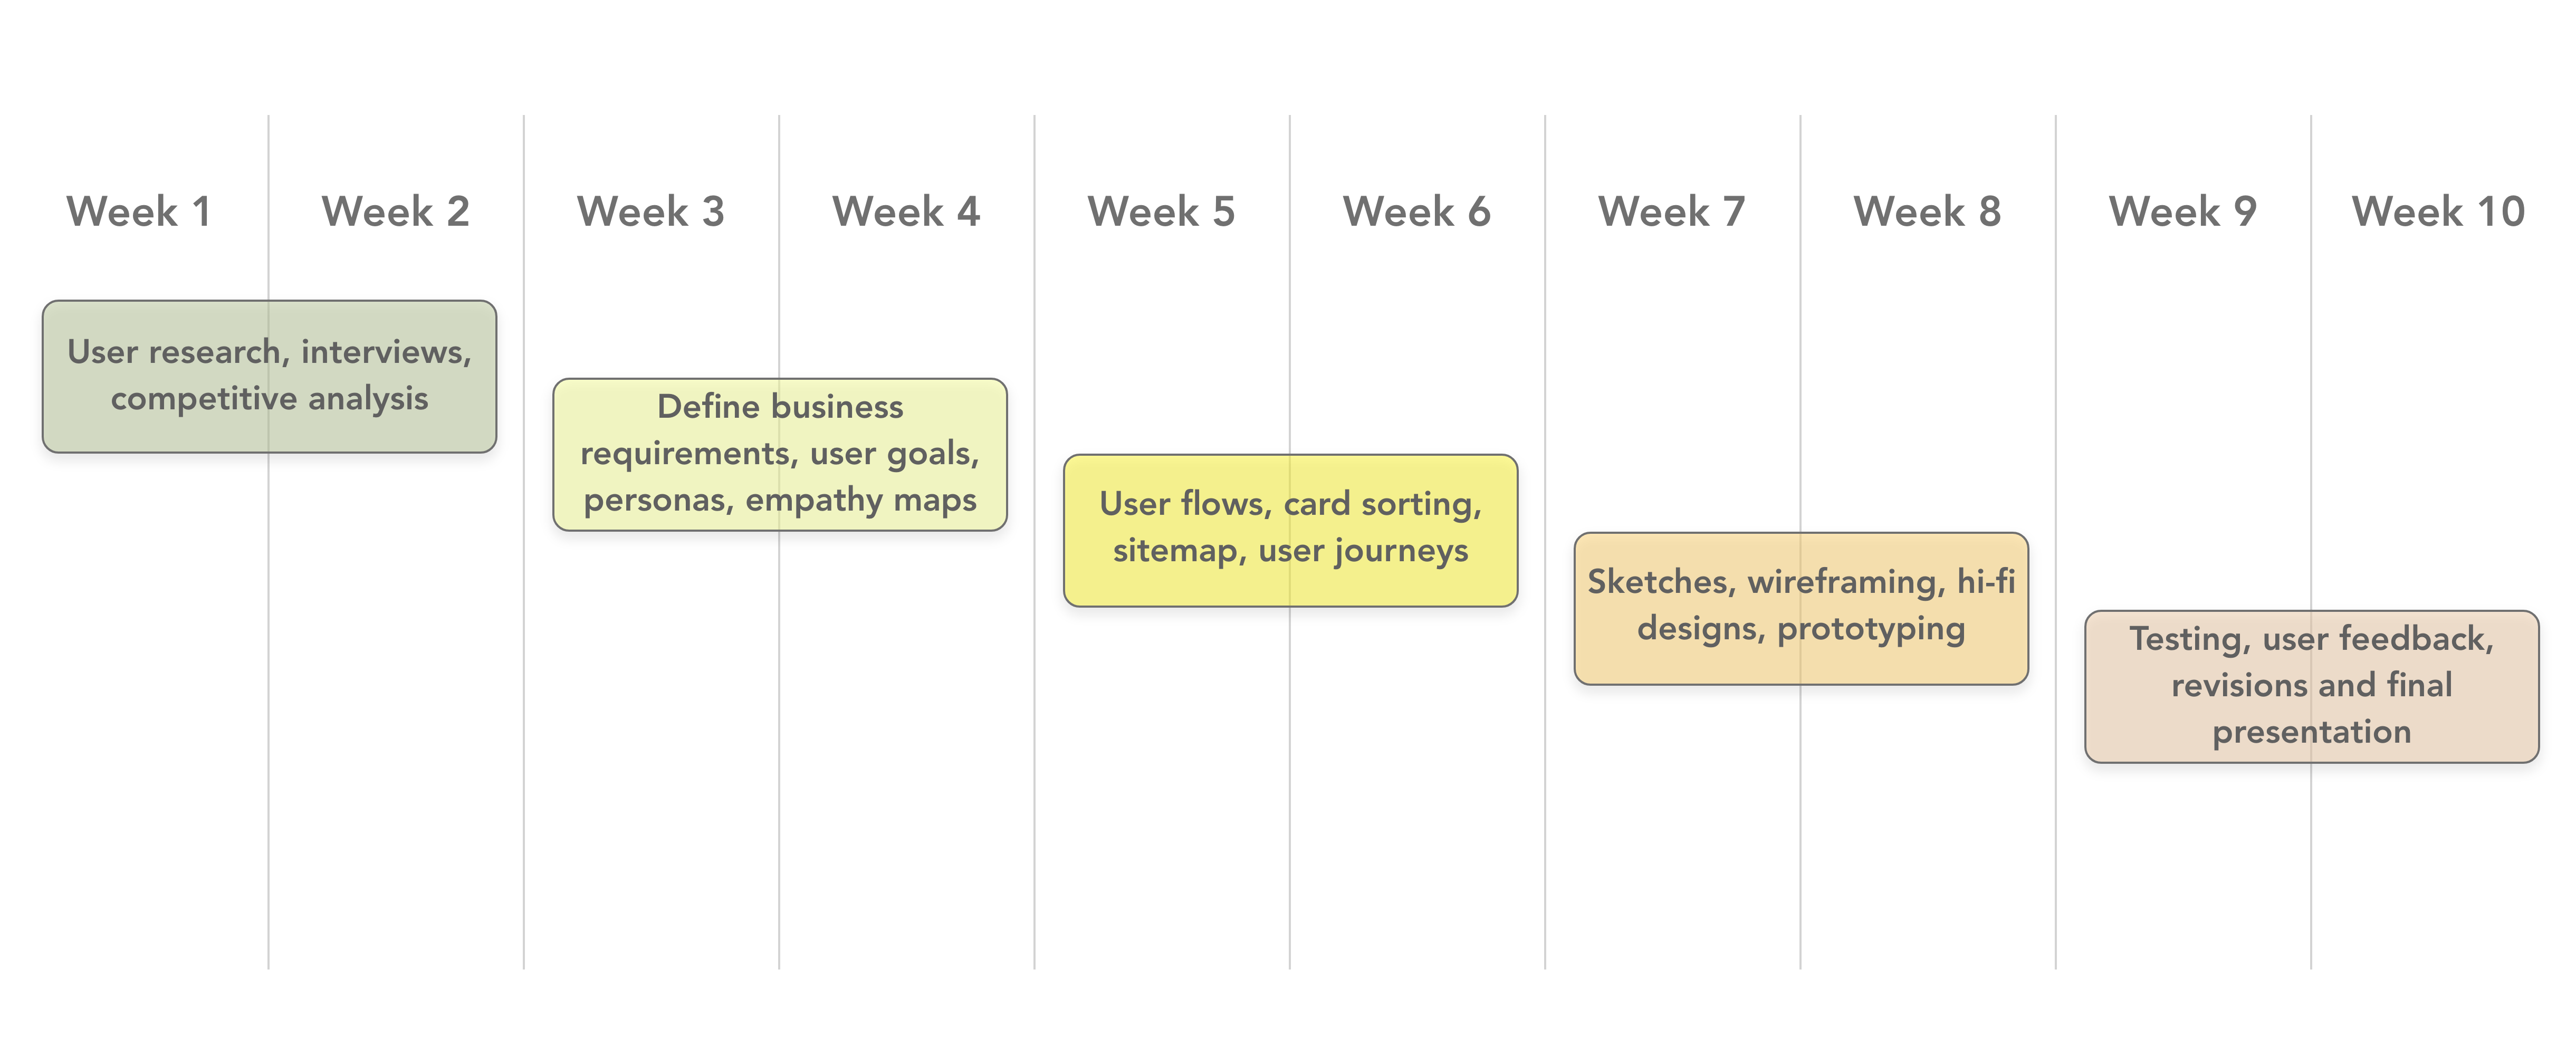 Week 1
Week 2
Week 3
Week 4
Week 5
Week 6
Week 7
Week 8
Week 9
Week 10
User research, interviews,
competitive analysis
Define business
requirements, user goals,
personas, empathy maps
User flows, card sorting,
sitemap, user journeys
Sketches, wireframing, hi-fi
designs, prototyping
Testing, user feedback,
revisions and final
presentation